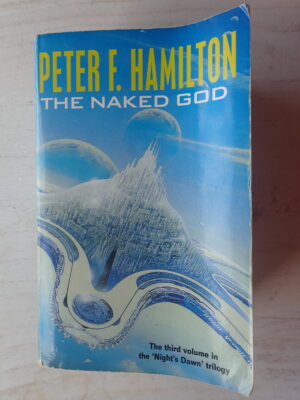 PETER F. HAMILTON
THE NAKED GOD
The third volume in
the 'Night's Dawn' trilogy